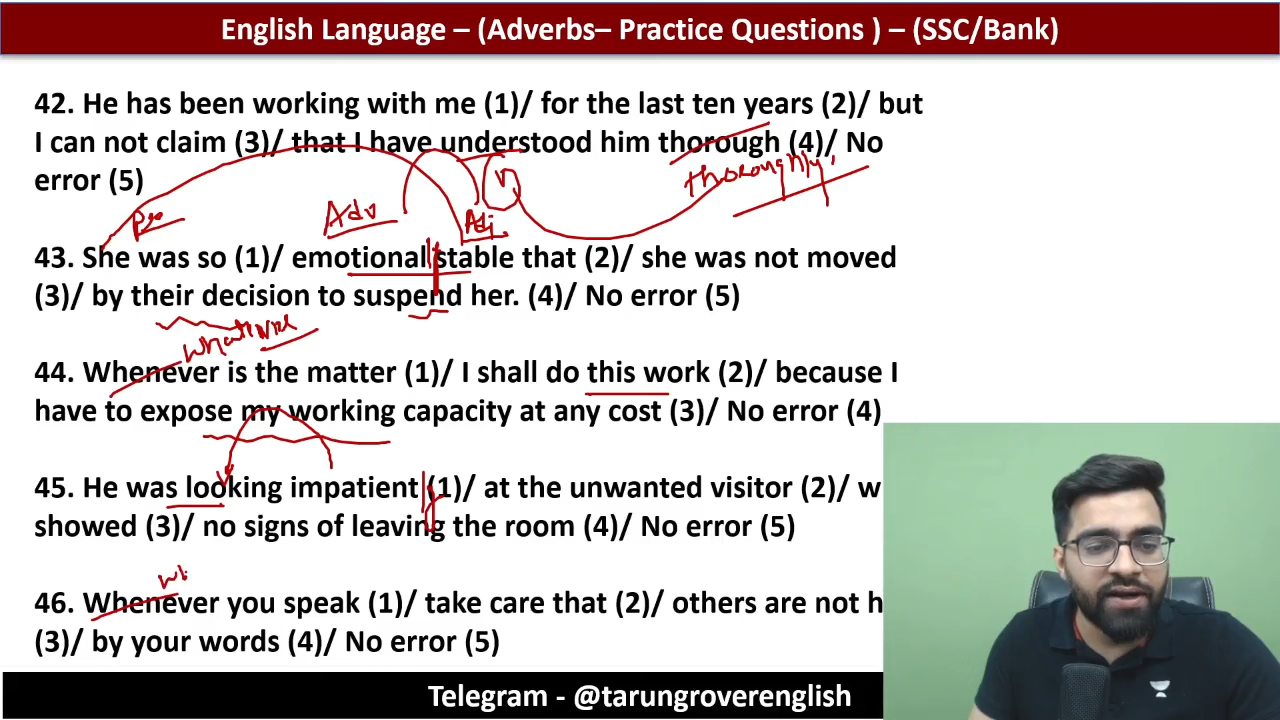 English Language – (Adverbs– Practice Questions ) – (SSC/Bank)
42. He has been working with me (1)/ for the last ten years (2)/ but
I can not claim (3)/ that I have understood him thorough (4)/ No
error (5)
thoroughly
V
Adv
Adj
43. She was so (1)/ emotional ly stable that (2)/ she was not moved
(3)/ by their decision to suspend her. (4)/ No error (5)
whatever
44. Whenever is the matter (1)/ I shall do this work (2)/ because I
have to expose my working capacity at any cost (3)/ No error (4)
45. He was looking impatient ly (1)/ at the unwanted visitor (2)/ w
showed (3)/ no signs of leaving the room (4)/ No error (5)
46. Whenever you speak (1)/ take care that (2)/ others are not h
(3)/ by your words (4)/ No error (5)
Telegram - @tarungroverenglish